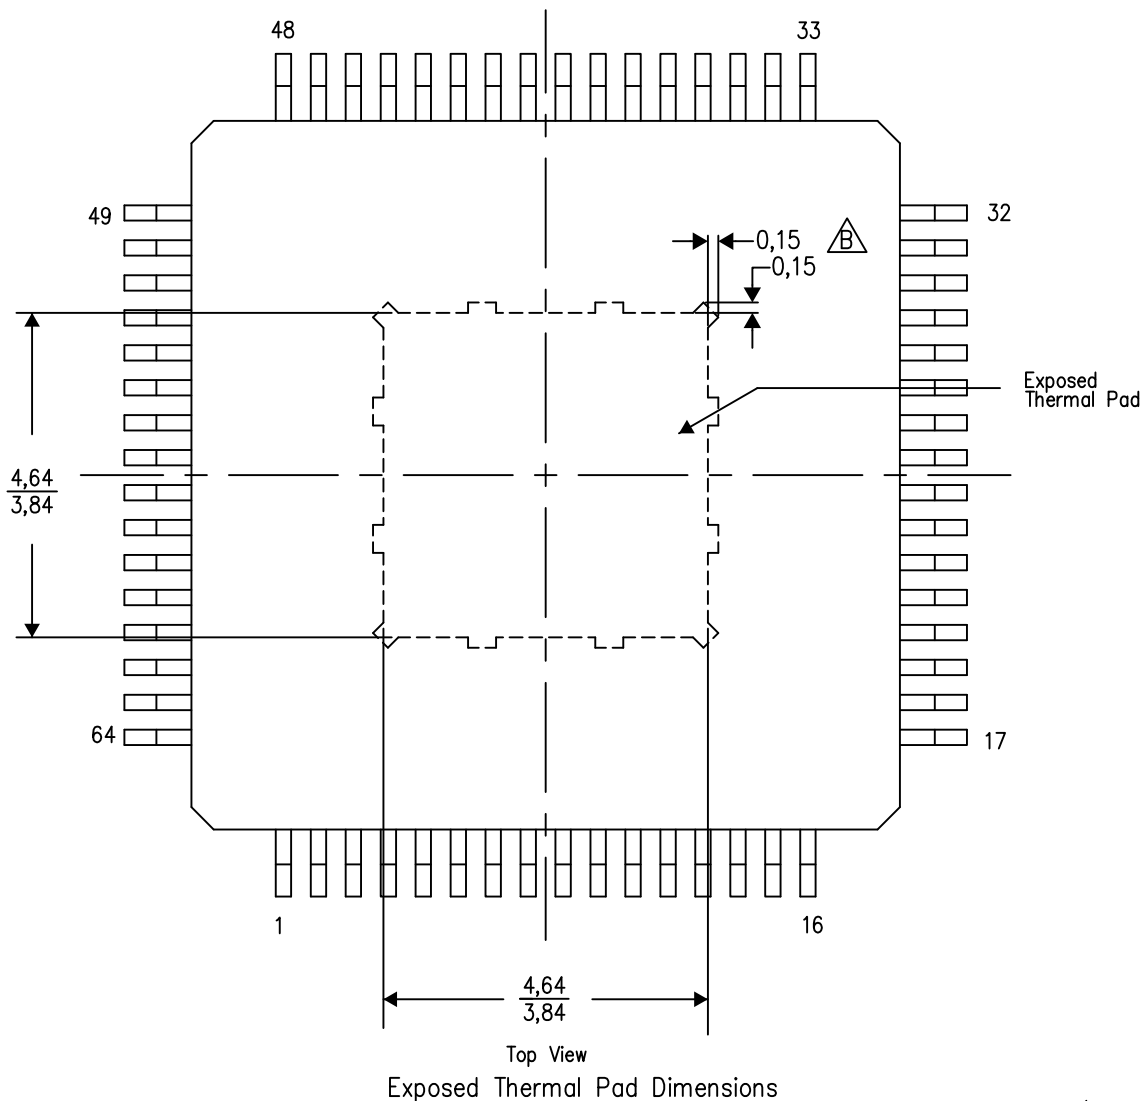 48
33
49
32
0,15
B
0,15
Exposed
Thermal Pad
4,64
3,84
64
17
1
16
4,64
3,84
Top View
Exposed Thermal Pad Dimensions